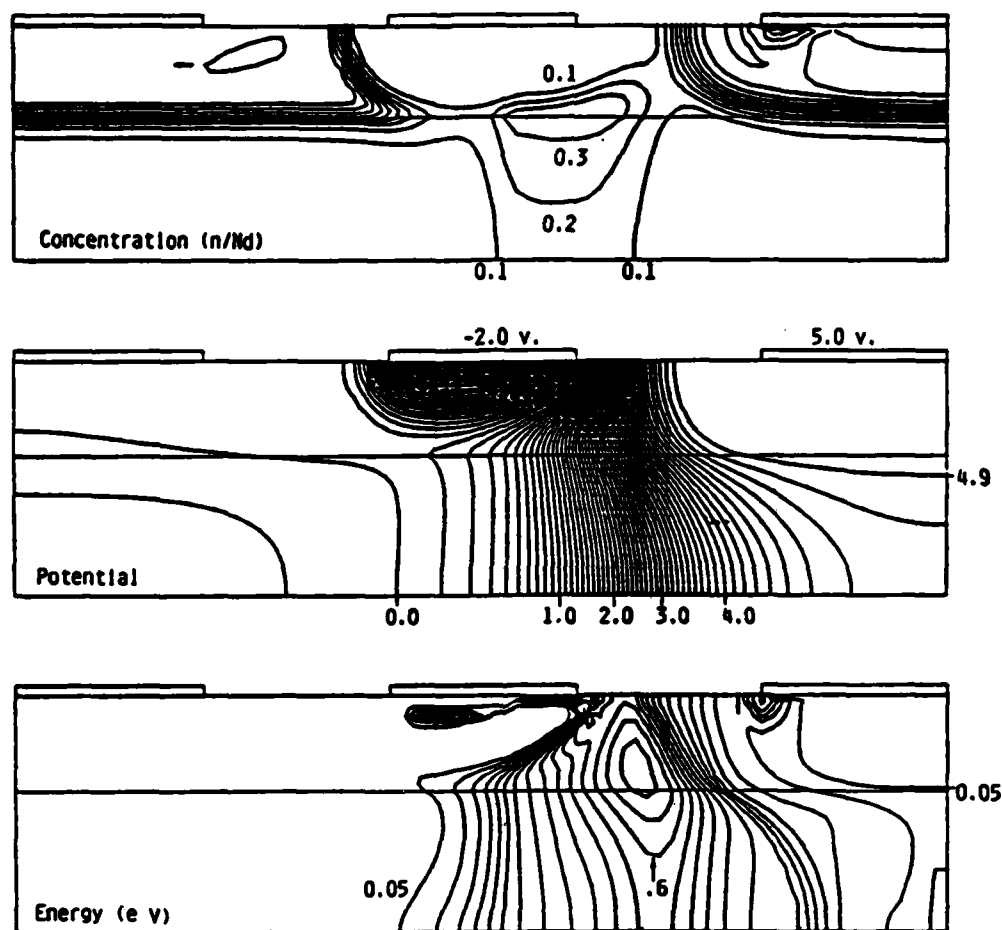 0.1
0.3
0.2
Concentration (n/Nd)
0.1 0.1
-2.0 v. 5.0 v.
4.9
Potential
0.0 1.0 2.0 3.0 4.0
0.05
0.05 .6
Energy (e V)